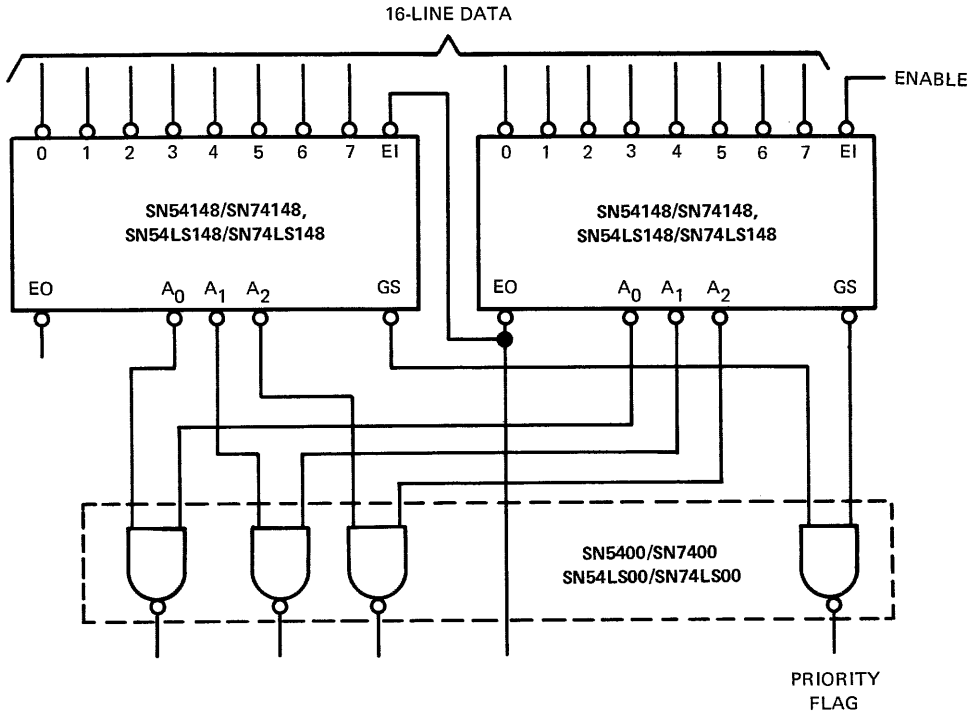 16-LINE DATA
ENABLE
0 1 2 3 4 5 6 7 EI
0 1 2 3 4 5 6 7 EI
SN54148/SN74148,
SN54LS148/SN74LS148
SN54148/SN74148,
SN54LS148/SN74LS148
EO A0 A1 A2 GS
EO A0 A1 A2 GS
SN5400/SN7400
SN54LS00/SN74LS00
PRIORITY
FLAG